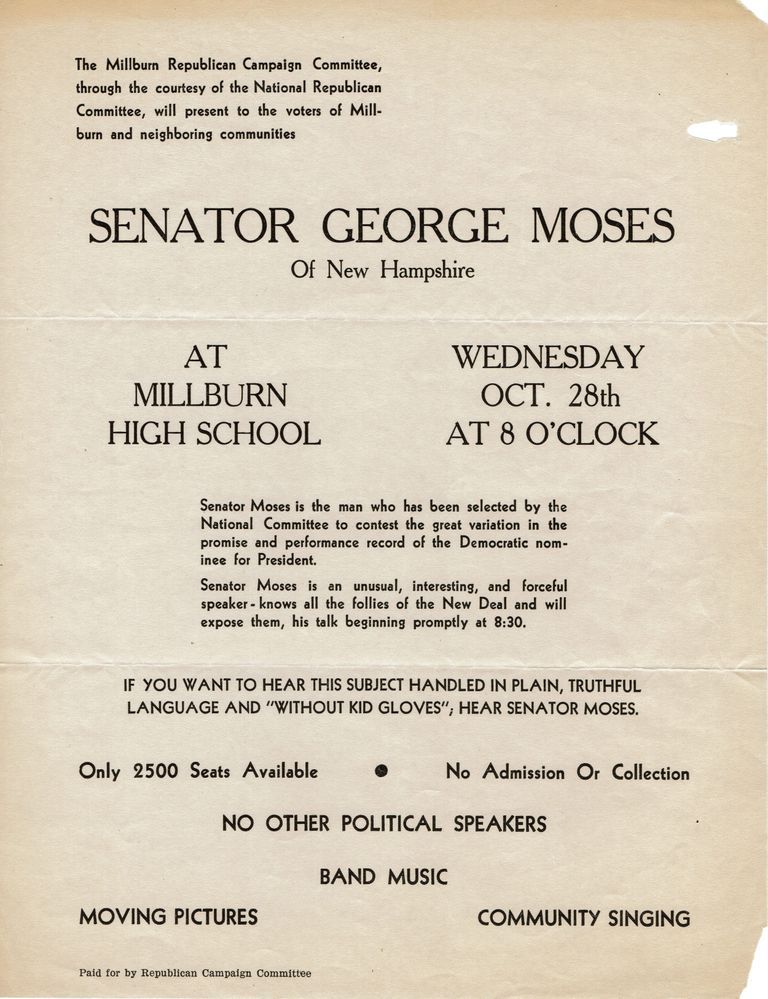 The Millburn Republican Campaign Committee,
through the courtesy of the National Republican
Committee, will present to the voters of Mill-
burn and neighboring communities
SENATOR GEORGE MOSES
Of New Hampshire
AT
MILLBURN
HIGH SCHOOL
WEDNESDAY
OCT. 28th
AT 8 O'CLOCK
Senator Moses is the man who has been selected by the
National Committee to contest the great variation in the
promise and performance record of the Democratic nom-
inee for President.
Senator Moses is an unusual, interesting, and forceful
speaker - knows all the follies of the New Deal and will
expose them, his talk beginning promptly at 8:30.
IF YOU WANT TO HEAR THIS SUBJECT HANDLED IN PLAIN, TRUTHFUL
LANGUAGE AND "WITHOUT KID GLOVES"; HEAR SENATOR MOSES.
Only 2500 Seats Available ● No Admission Or Collection
NO OTHER POLITICAL SPEAKERS
BAND MUSIC
MOVING PICTURES COMMUNITY SINGING
Paid for by Republican Campaign Committee